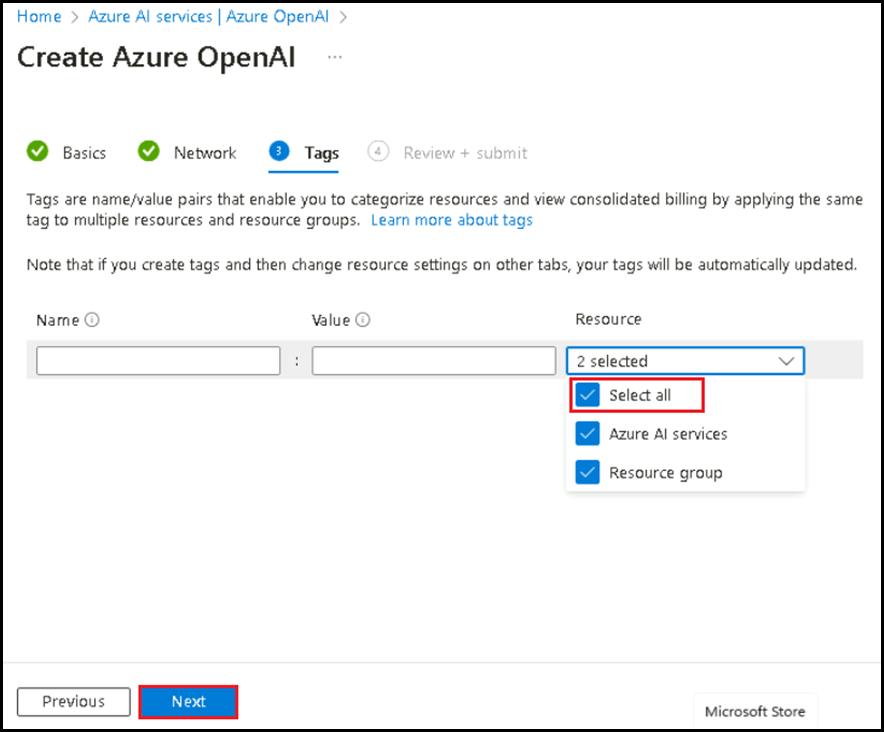 Home > Azure AI services | Azure OpenAI >
Create Azure OpenAI ...
Basics Network 3 Tags 4 Review + submit
Tags are name/value pairs that enable you to categorize resources and view consolidated billing by applying the same
tag to multiple resources and resource groups. Learn more about tags
Note that if you create tags and then change resource settings on other tabs, your tags will be automatically updated.
Name Value Resource
: 2 selected
Select all
Azure AI services
Resource group
Previous Next
Microsoft Store